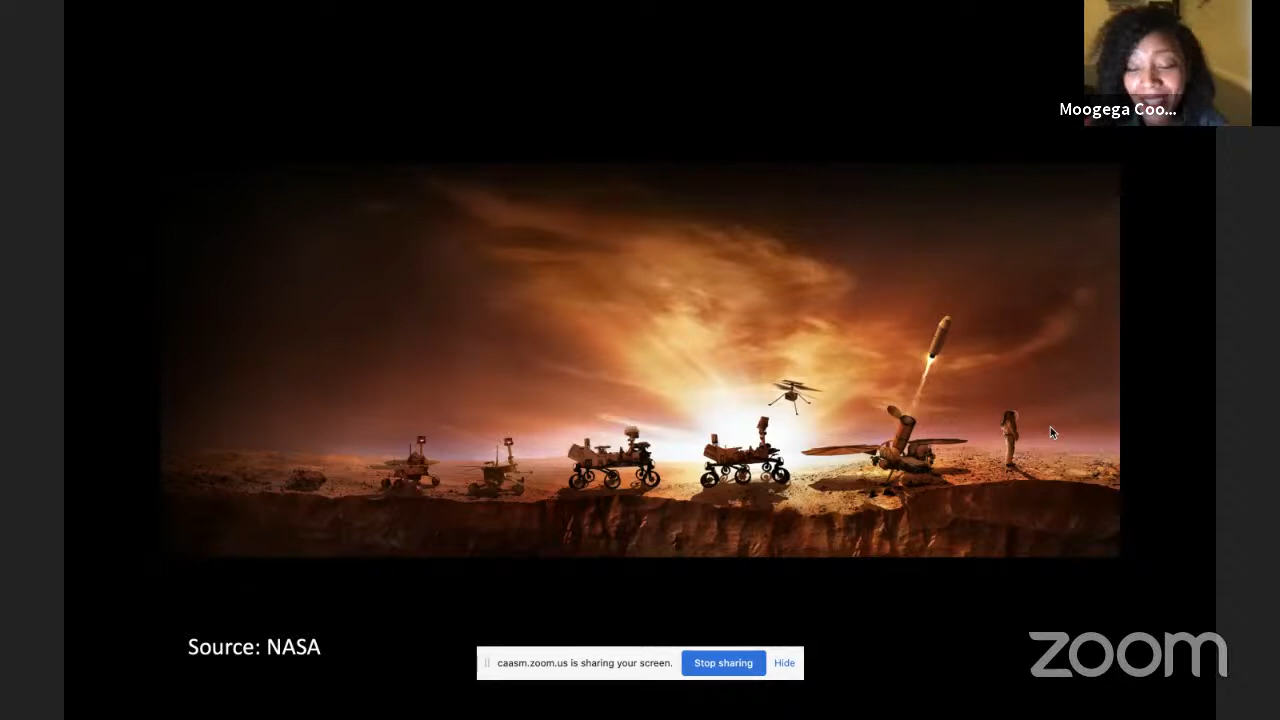 Moogega Coo...
Source: NASA
caasm.zoom.us is sharing your screen.
Stop sharing
Hide
zoom